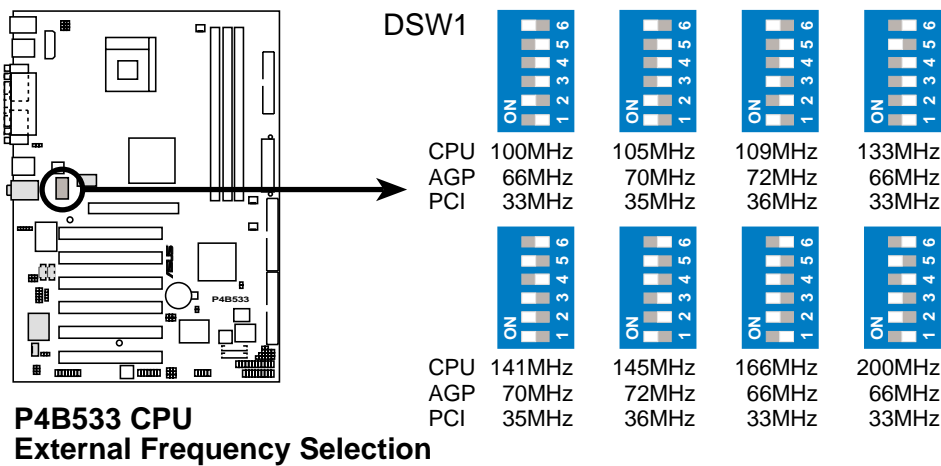 DSW1
ON 1 2 3 4 5 6
ON 1 2 3 4 5 6
ON 1 2 3 4 5 6
ON 1 2 3 4 5 6
CPU 100MHz 105MHz 109MHz 133MHz
AGP 66MHz 70MHz 72MHz 66MHz
PCI 33MHz 35MHz 36MHz 33MHz
ON 1 2 3 4 5 6
ON 1 2 3 4 5 6
ON 1 2 3 4 5 6
ON 1 2 3 4 5 6
CPU 141MHz 145MHz 166MHz 200MHz
AGP 70MHz 72MHz 66MHz 66MHz
PCI 35MHz 36MHz 33MHz 33MHz
ASUS
P4B533
P4B533 CPU
External Frequency Selection